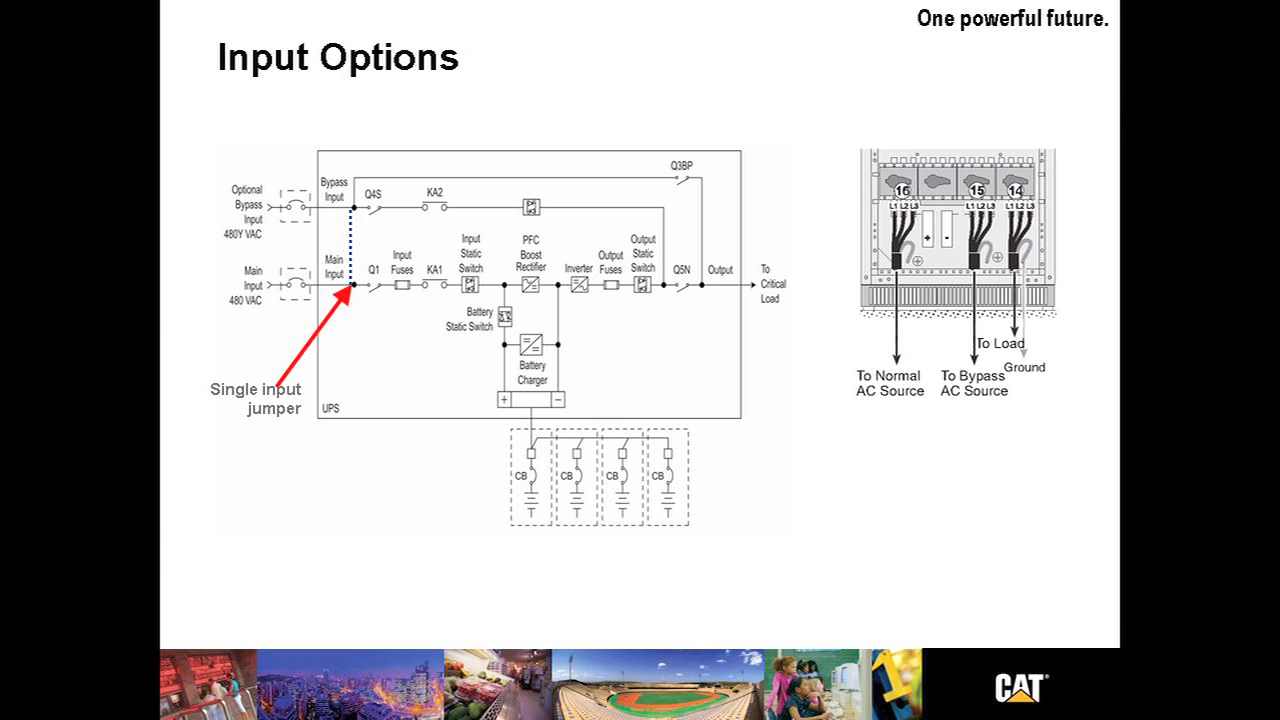 One powerful future.
Input Options
Q3BP
Optional
Bypass
Input
480Y VAC
Bypass
Input
Q4S
KA2
Main
Input
480 VAC
Main
Input
Q1
Input
Fuses
KA1
Input
Static
Switch
PFC
Boost
Rectifier
Inverter
Output
Fuses
Output
Static
Switch
Q5N
Output
To
Critical
Load
Battery
Static Switch
Battery
Charger
+
−
Single input
jumper
UPS
CB
CB
CB
CB
16
15
14
L1 L2 L3
L1 L2 L3
L1 L2 L3
+
-
To Load
Ground
To Normal
AC Source
To Bypass
AC Source
1
CAT